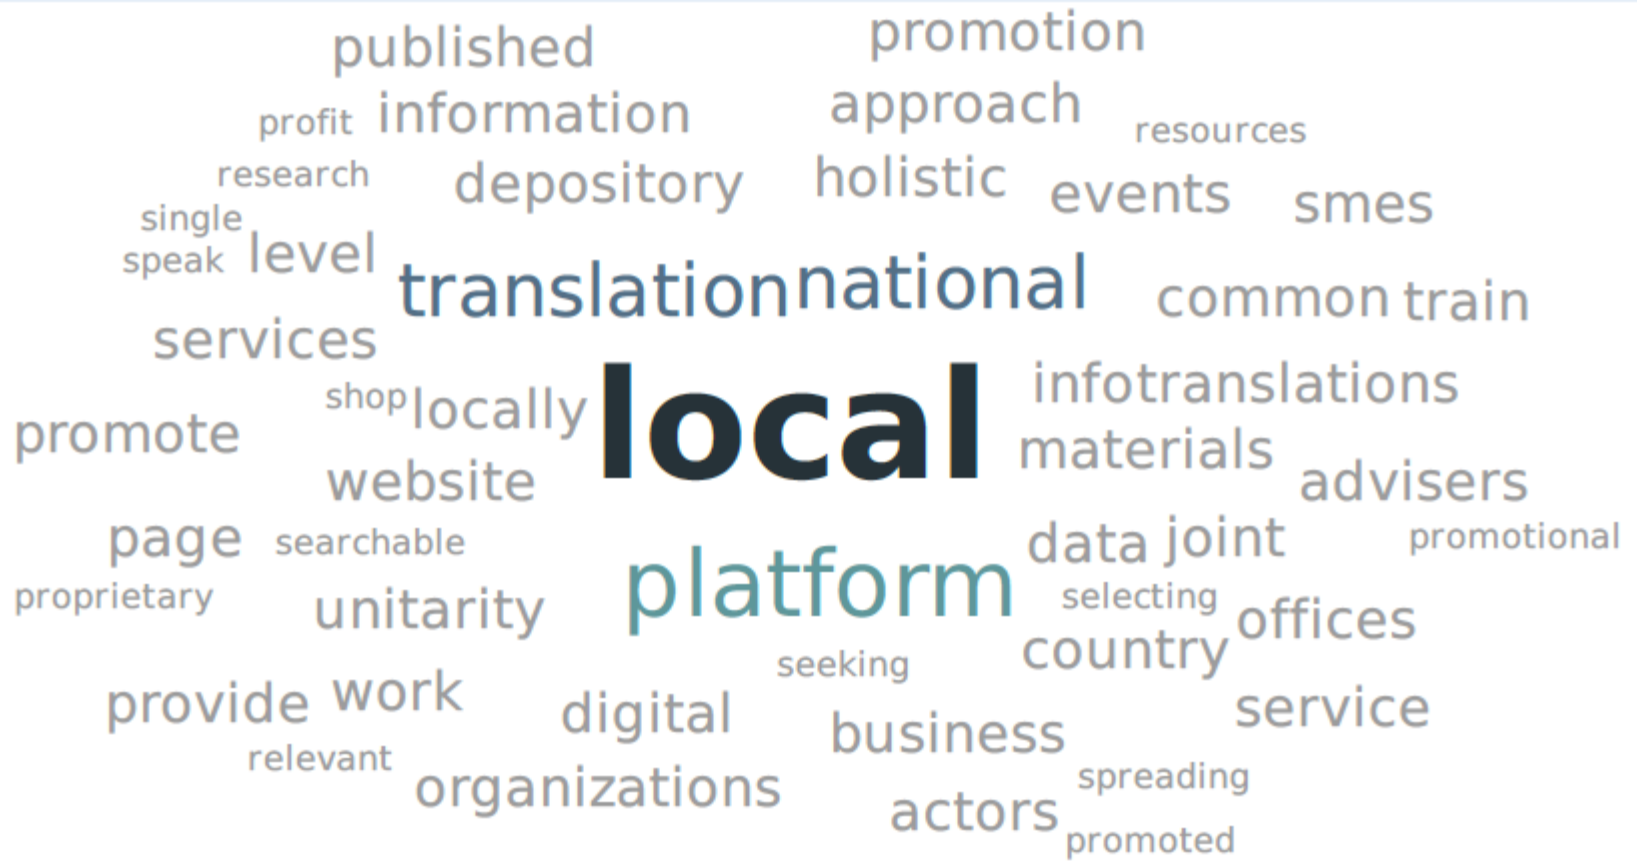 promotion
published
approach
profit information
resources
research depository holistic events smes
single
speak level
translation national common train
services
shop locally local infotranslations
promote materials
website advisers
page searchable data joint promotional
proprietary unitarity platform selecting offices
seeking country
provide work digital business service
relevant organizations spreading
actors
promoted